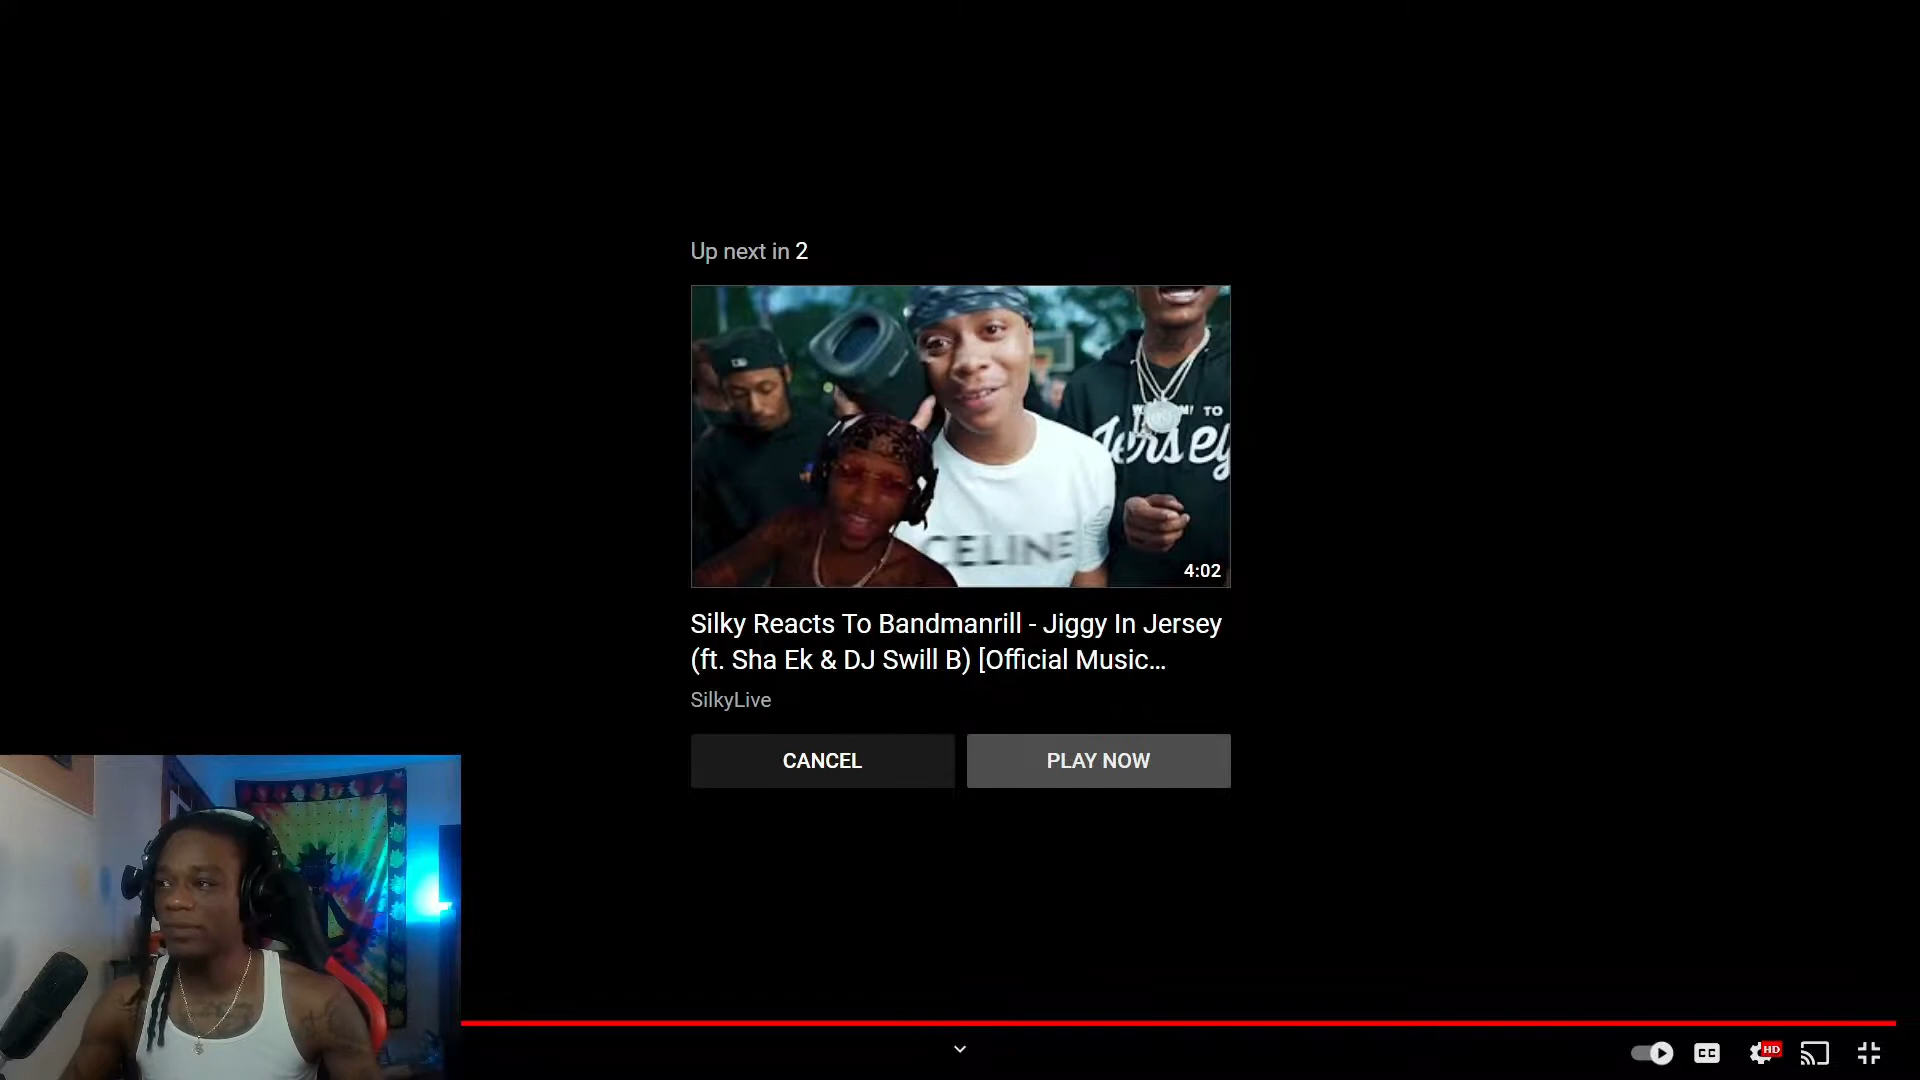 Up next in 2
TO
Jersey
CELINE
4:02
Silky Reacts To Bandmanrill - Jiggy In Jersey
(ft. Sha Ek & DJ Swill B) [Official Music...
SilkyLive
CANCEL
PLAY NOW
CC
HD